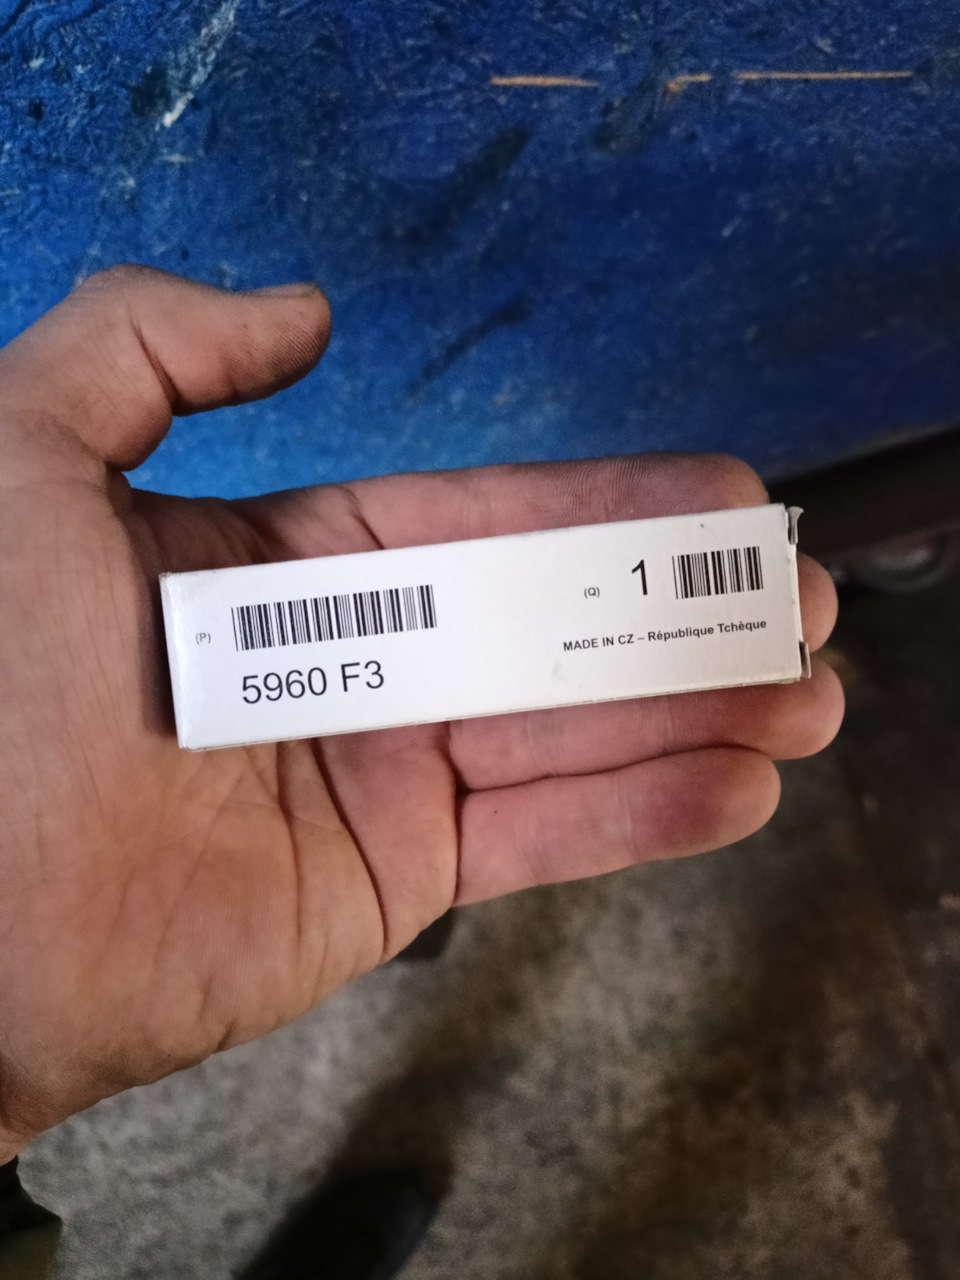 (P)
5960 F3
(Q) 1
MADE IN CZ – République Tchèque